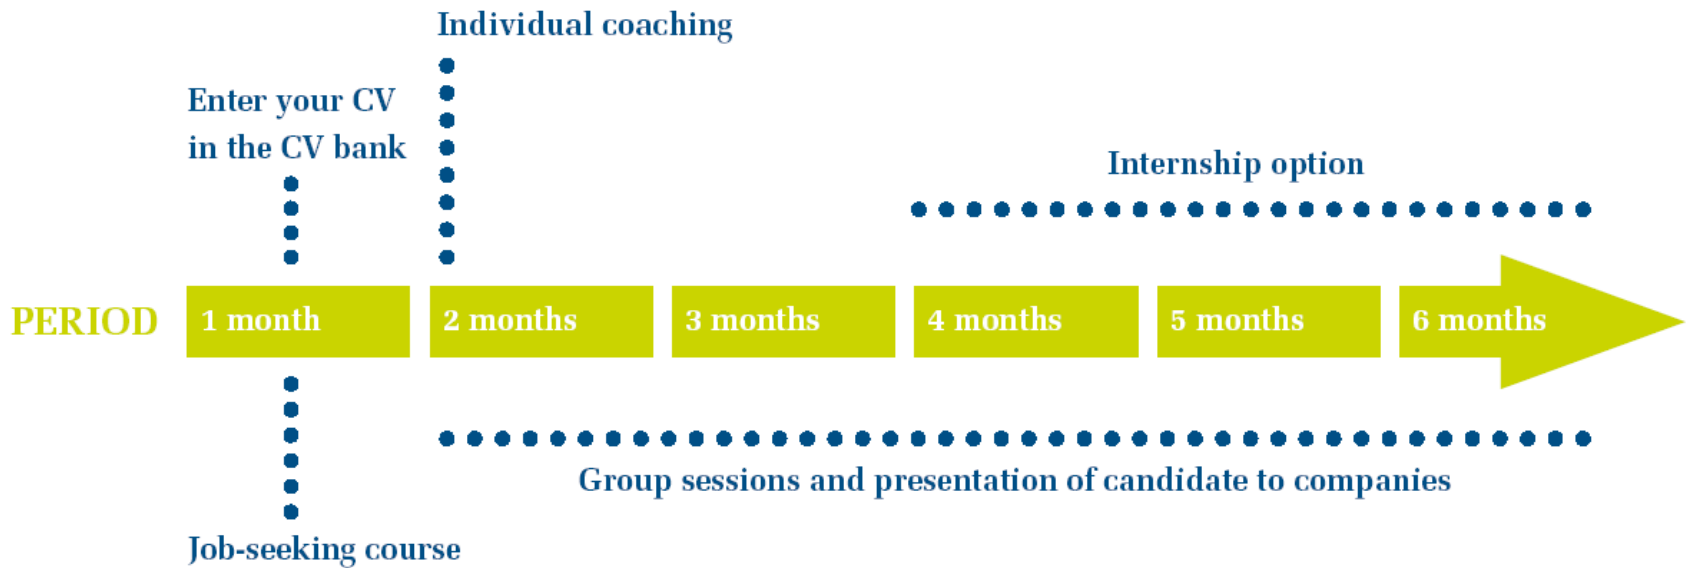 Individual coaching
Enter your CV
in the CV bank
Internship option
PERIOD
1 month
2 months
3 months
4 months
5 months
6 months
Group sessions and presentation of candidate to companies
Job-seeking course